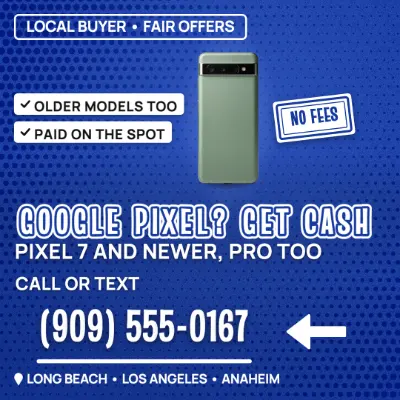 LOCAL BUYER • FAIR OFFERS
✓ OLDER MODELS TOO
✓ PAID ON THE SPOT
NO FEES
GOOGLE PIXEL? GET CASH
PIXEL 7 AND NEWER, PRO TOO
CALL OR TEXT
(909) 555-0167
LONG BEACH • LOS ANGELES • ANAHEIM